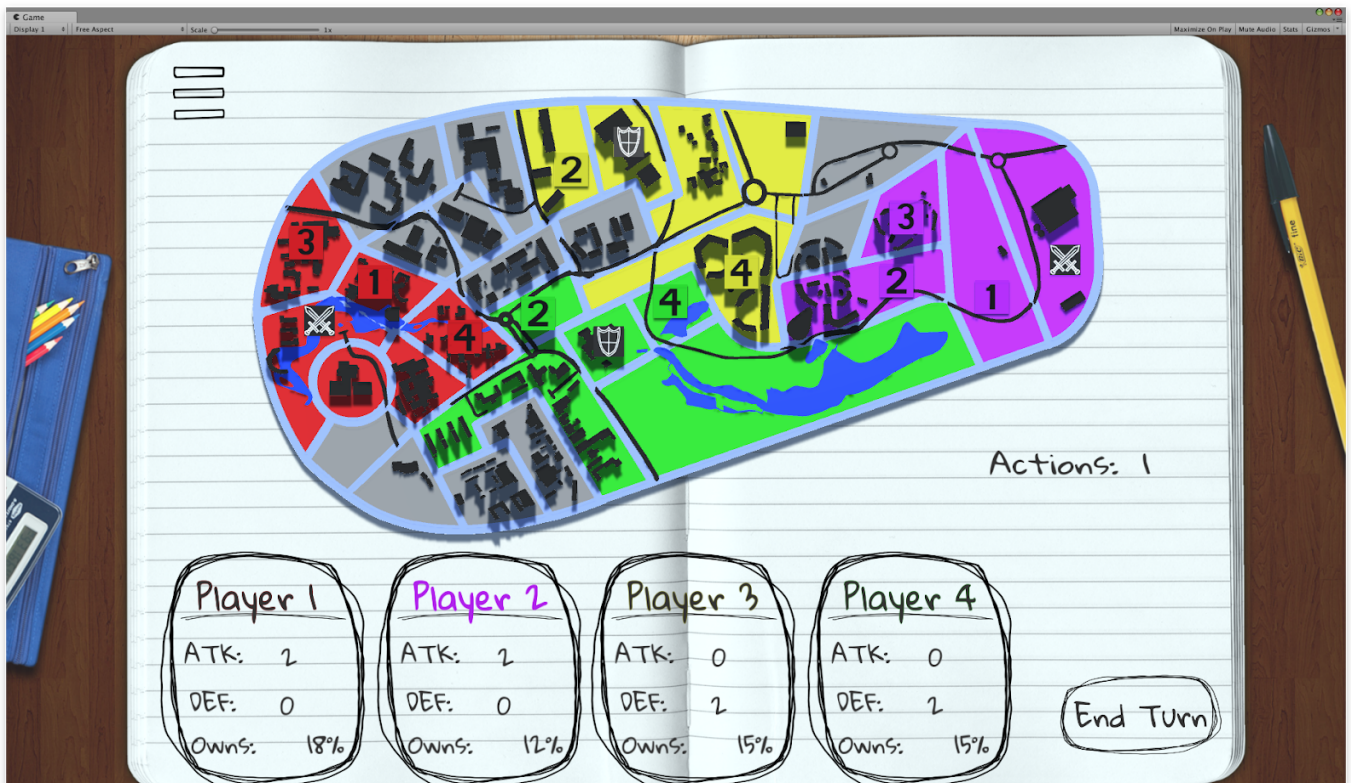 Game
Display 1 Free Aspect Scale 1x Maximize On Play Mute Audio Stats Gizmos
2
3
3
1
4
2
4
2
4
1
Actions: 1
Player 1
ATK: 2
DEF: 0
Owns: 18%
Player 2
ATK: 2
DEF: 0
Owns: 12%
Player 3
ATK: 0
DEF: 2
Owns: 15%
Player 4
ATK: 0
DEF: 2
Owns: 15%
End Turn
fine